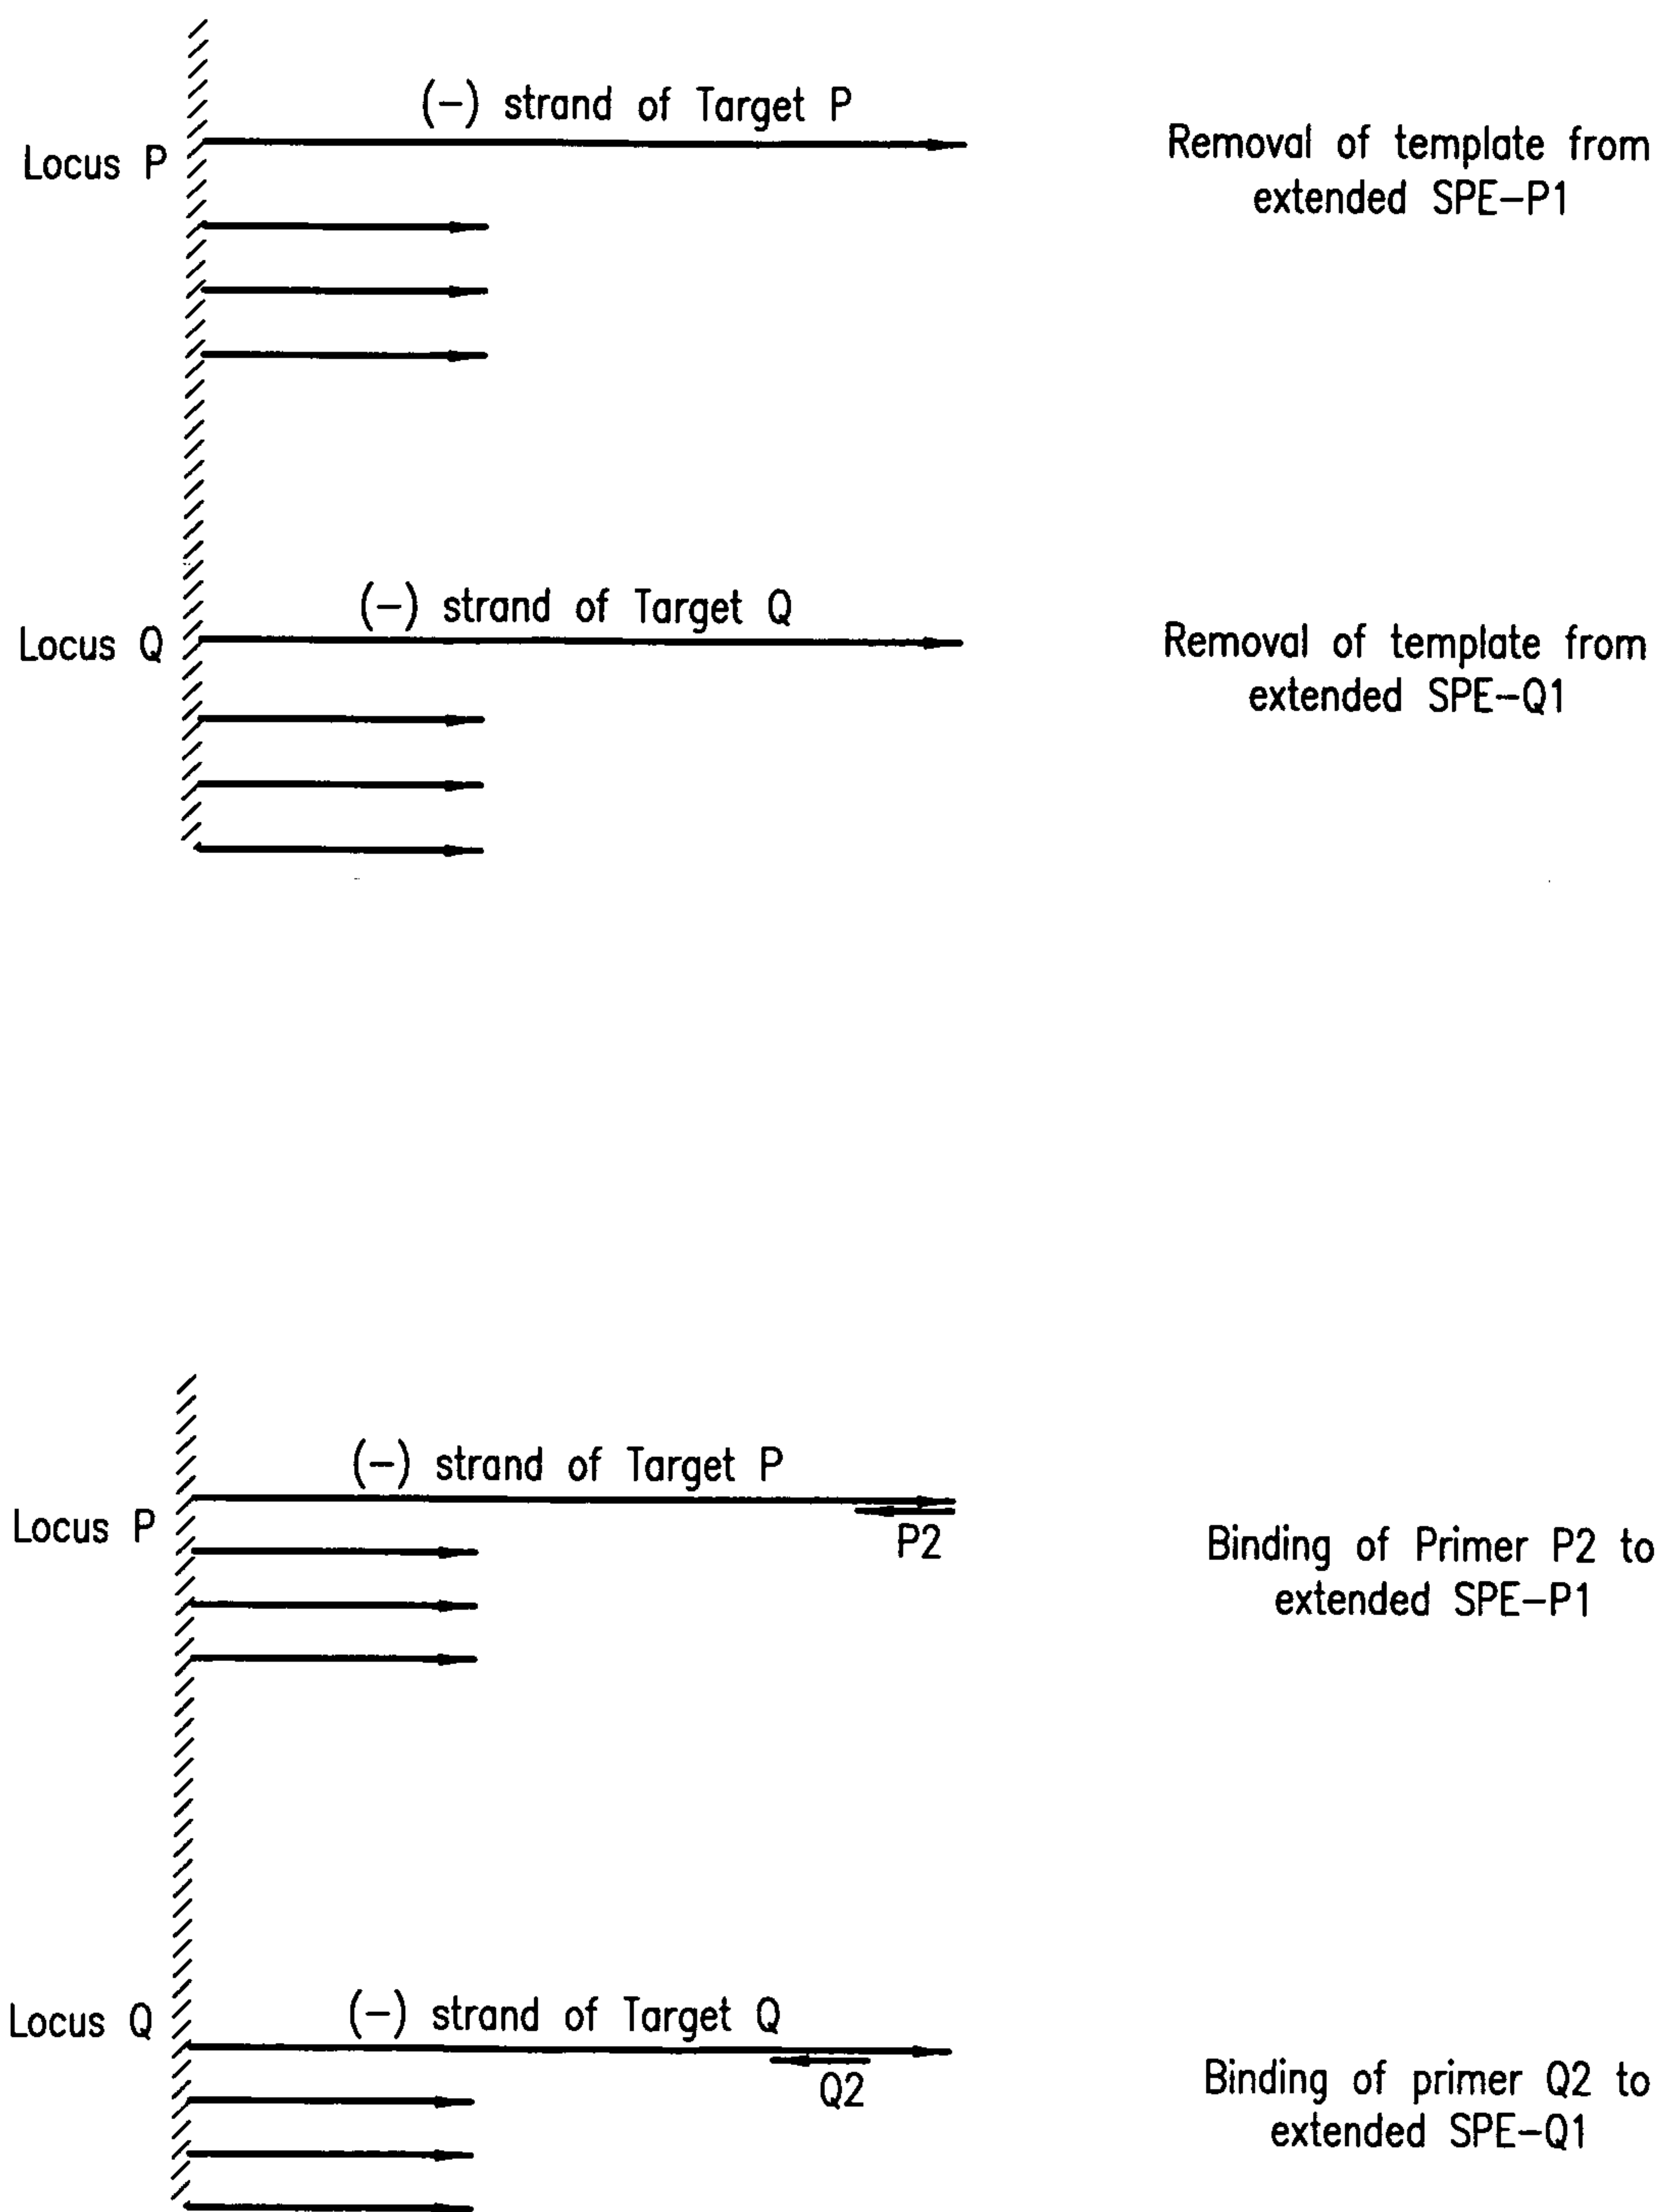 (-) strand of Target P
Locus P
Removal of template from
extended SPE-P1
(-) strand of Target Q
Locus Q
Removal of template from
extended SPE-Q1
(-) strand of Target P
Locus P
P2
Binding of Primer P2 to
extended SPE-P1
(-) strand of Target Q
Locus Q
Q2
Binding of primer Q2 to
extended SPE-Q1